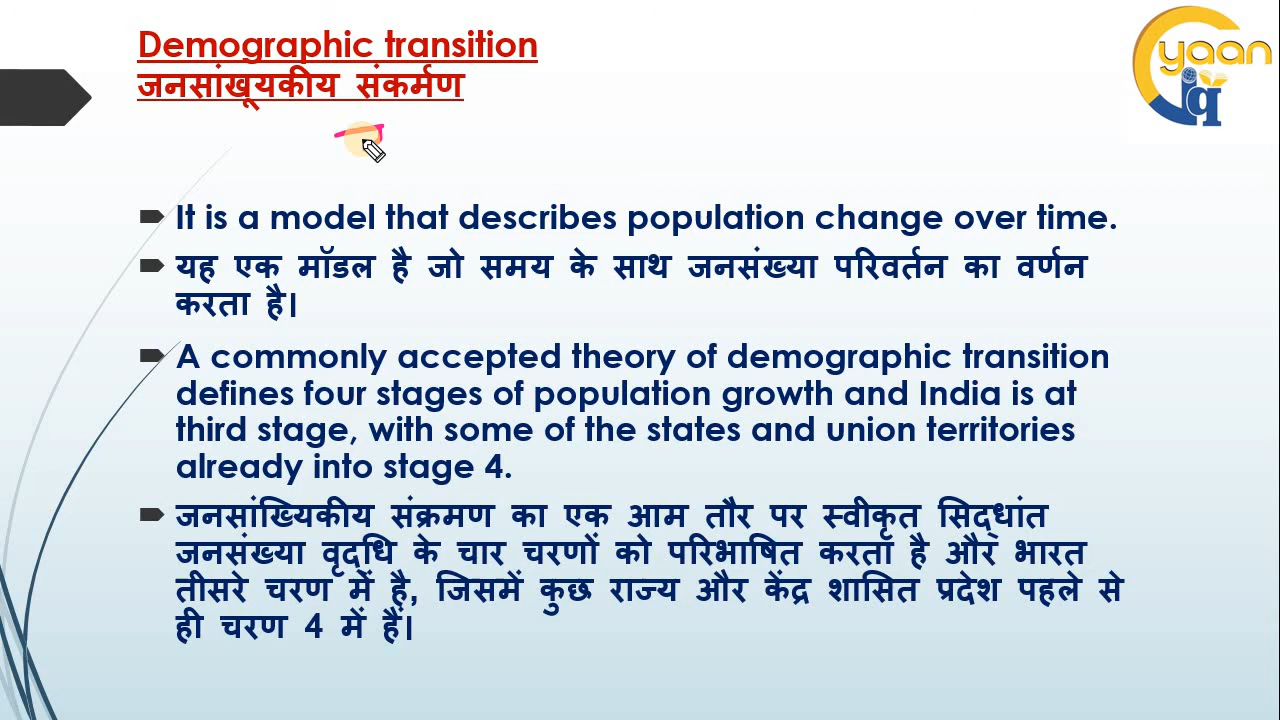 Demographic transition
जनसांखूयकीय संकर्मण
yaan
iq
It is a model that describes population change over time.
यह एक मॉडल है जो समय के साथ जनसंख्या परिवर्तन का वर्णन
करता है।
A commonly accepted theory of demographic transition
defines four stages of population growth and India is at
third stage, with some of the states and union territories
already into stage 4.
जनसांख्यिकीय संक्रमण का एक आम तौर पर स्वीकृत सिद्धांत
जनसंख्या वृद्धि के चार चरणों को परिभाषित करता है और भारत
तीसरे चरण में है, जिसमें कुछ राज्य और केंद्र शासित प्रदेश पहले से
ही चरण 4 में हैं।